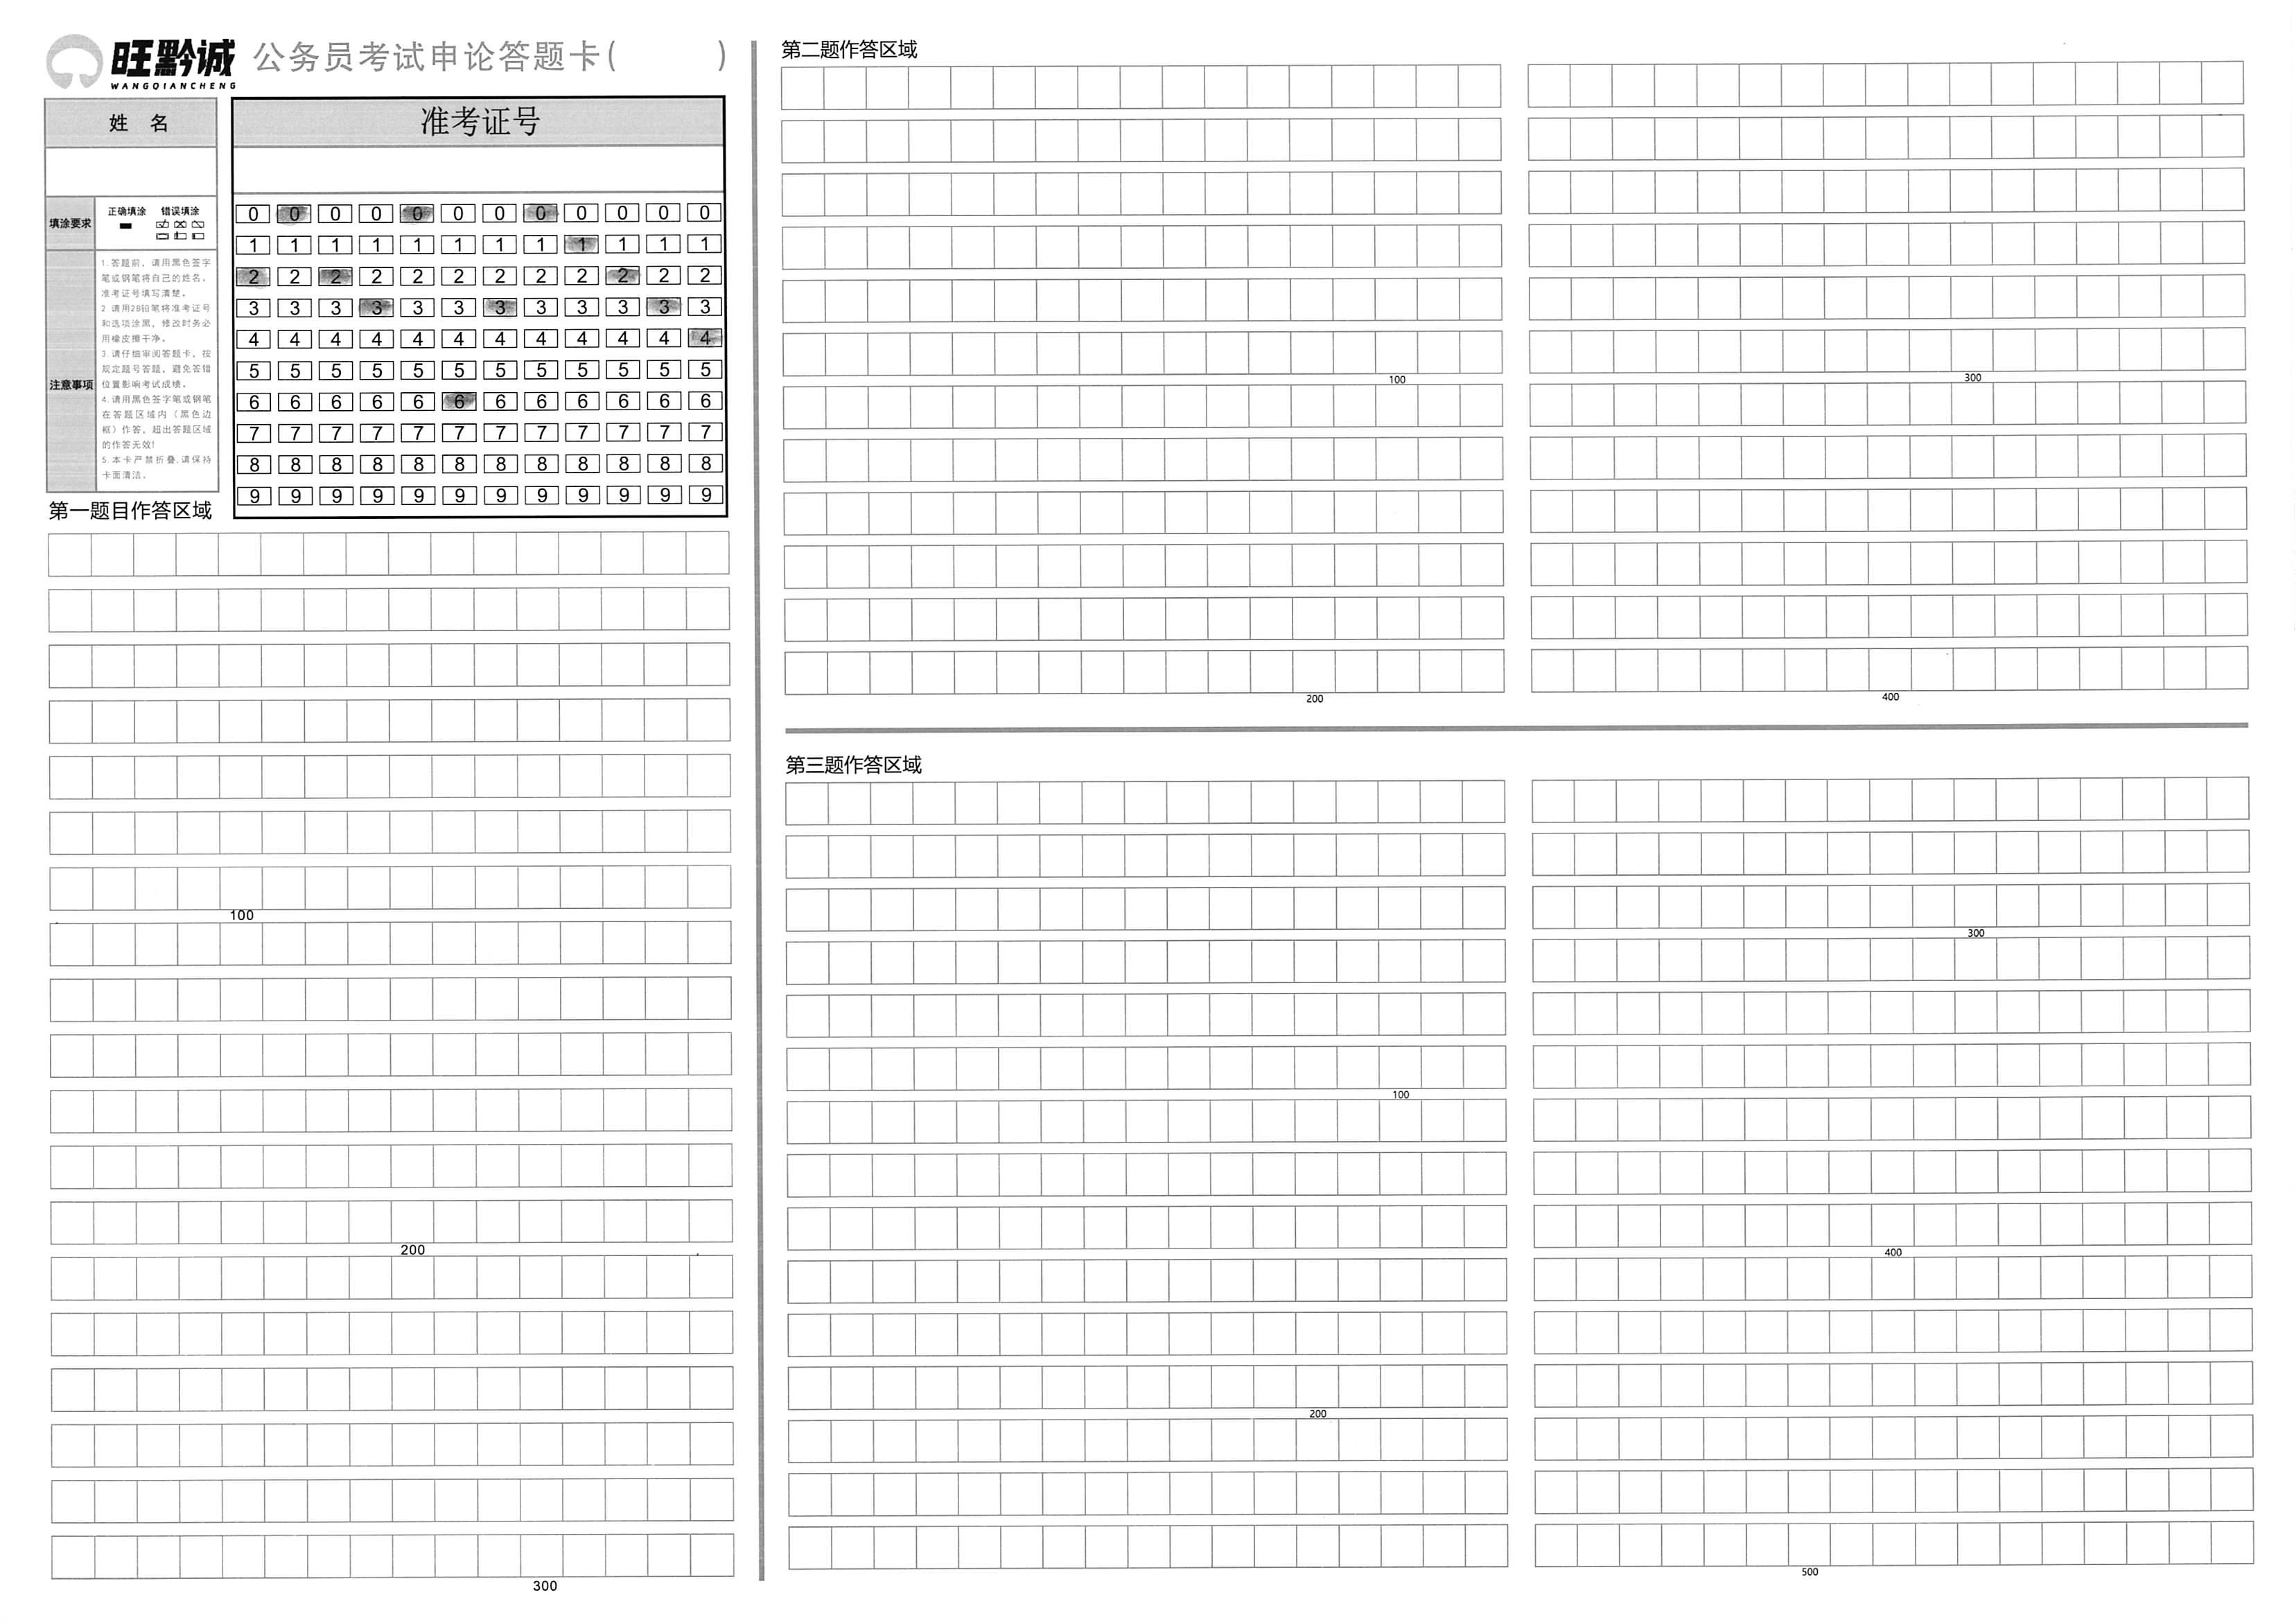 旺黔诚
WANGQIANCHENG
公务员考试申论答题卡(  )
姓 名
准考证号
填涂要求
正确填涂 错误填涂
注意事项
1.答题前，请用黑色签字
笔或钢笔将自己的姓名、
准考证号填写清楚。
2.请用2B铅笔将准考证号
和选项涂黑，修改时务必
用橡皮擦干净。
3.请仔细审阅答题卡，按
规定题号答题，避免答错
位置影响考试成绩。
4.请用黑色签字笔或钢笔
在答题区域内（黑色边
框）作答，超出答题区域
的作答无效!
5.本卡严禁折叠,请保持
卡面清洁。
0 0 0 0 0 0 0 0 0 0 0 0
1 1 1 1 1 1 1 1 1 1 1 1
2 2 2 2 2 2 2 2 2 2 2 2
3 3 3 3 3 3 3 3 3 3 3 3
4 4 4 4 4 4 4 4 4 4 4 4
5 5 5 5 5 5 5 5 5 5 5 5
6 6 6 6 6 6 6 6 6 6 6 6
7 7 7 7 7 7 7 7 7 7 7 7
8 8 8 8 8 8 8 8 8 8 8 8
9 9 9 9 9 9 9 9 9 9 9 9
第一题目作答区域
100
200
300
第二题作答区域
100
200
300
400
第三题作答区域
100
200
300
400
500